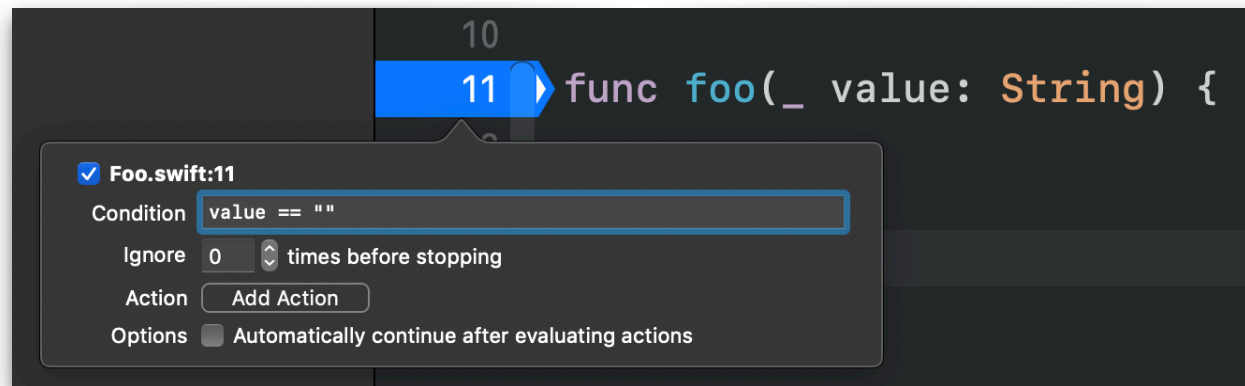 10
11 func foo(_ value: String) {
Foo.swift:11
Condition value == ""
Ignore 0 times before stopping
Action Add Action
Options Automatically continue after evaluating actions